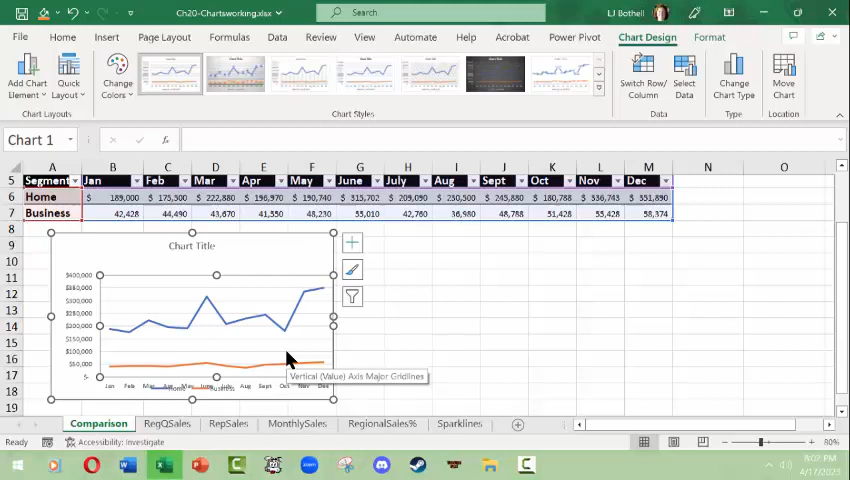 Ch20-Chartsworking.xlsx
Search
LJ Bothell
File Home Insert Page Layout Formulas Data Review View Automate Help Acrobat Power Pivot Chart Design Format
Add Chart Element
Quick Layout
Change Colors
Switch Row/ Column
Select Data
Change Chart Type
Move Chart
Chart Layouts
Chart Styles
Data
Type
Location
Chart 1
fx
A B C D E F G H I J K L M N O
5 Segment Jan Feb Mar Apr May June July Aug Sept Oct Nov Dec
6 Home $ 189,000 $ 175,500 $ 222,880 $ 196,970 $ 190,740 $ 315,702 $ 209,090 $ 230,500 $ 245,880 $ 180,788 $ 336,743 $ 351,890
7 Business 42,428 44,490 43,670 41,550 48,230 55,010 42,760 36,980 48,788 51,428 55,428 58,374
8
9
10
11
12
13
14
15
16
17
18
19
Chart Title
$400,000
$350,000
$300,000
$250,000
$200,000
$150,000
$100,000
$50,000
$-
Jan Feb Mar Apr May June July Aug Sept Oct Nov Dec
Home Business
Vertical (Value) Axis Major Gridlines
Comparison RegQSales RepSales MonthlySales RegionalSales% Sparklines
Ready
Accessibility: Investigate
80%
8:02 PM
4/17/2023